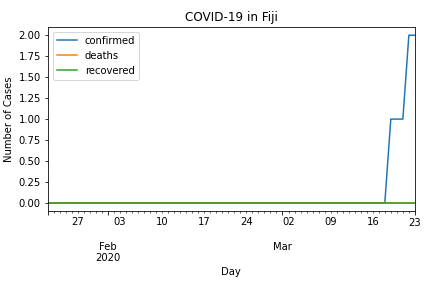 COVID-19 in Fiji
confirmed
deaths
recovered
Number of Cases
2.00
1.75
1.50
1.25
1.00
0.75
0.50
0.25
0.00
27 03 10 17 24 02 09 16 23
Feb Mar
2020
Day